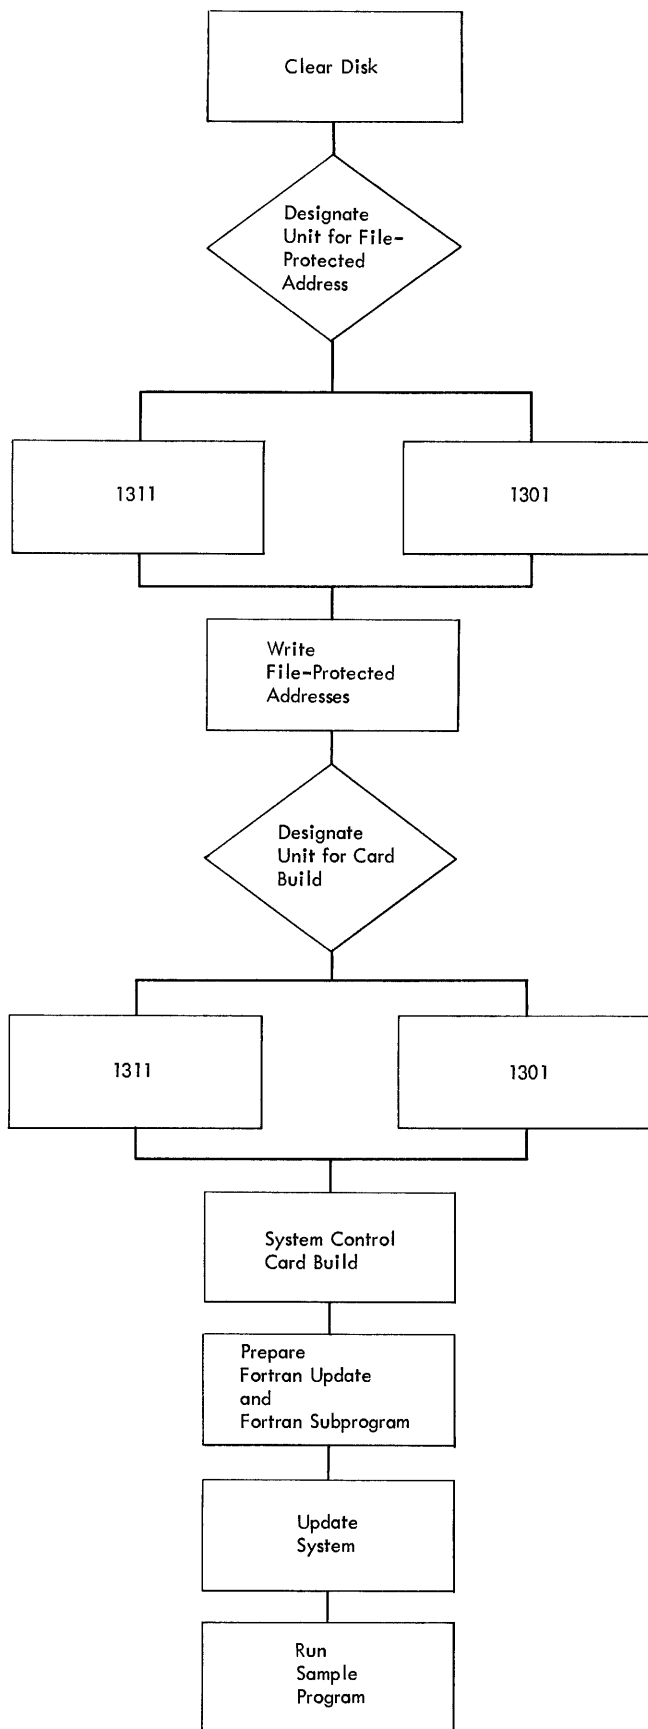 Clear Disk
Designate
Unit for File-
Protected
Address
1311
1301
Write
File-Protected
Addresses
Designate
Unit for Card
Build
1311
1301
System Control
Card Build
Prepare
Fortran Update
and
Fortran Subprogram
Update
System
Run
Sample
Program